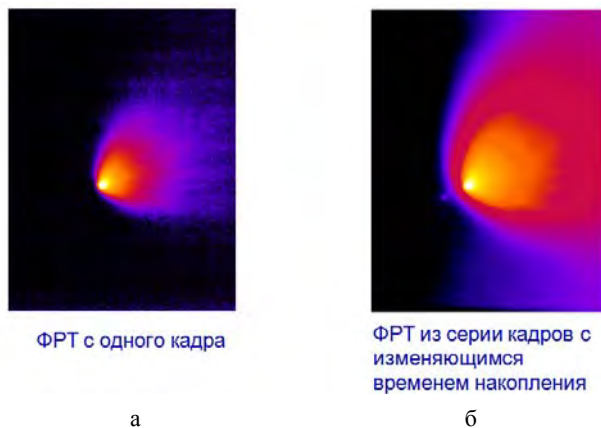 ФРТ с одного кадра
ФРТ из серии кадров с
изменяющимся
временем накопления
а
б